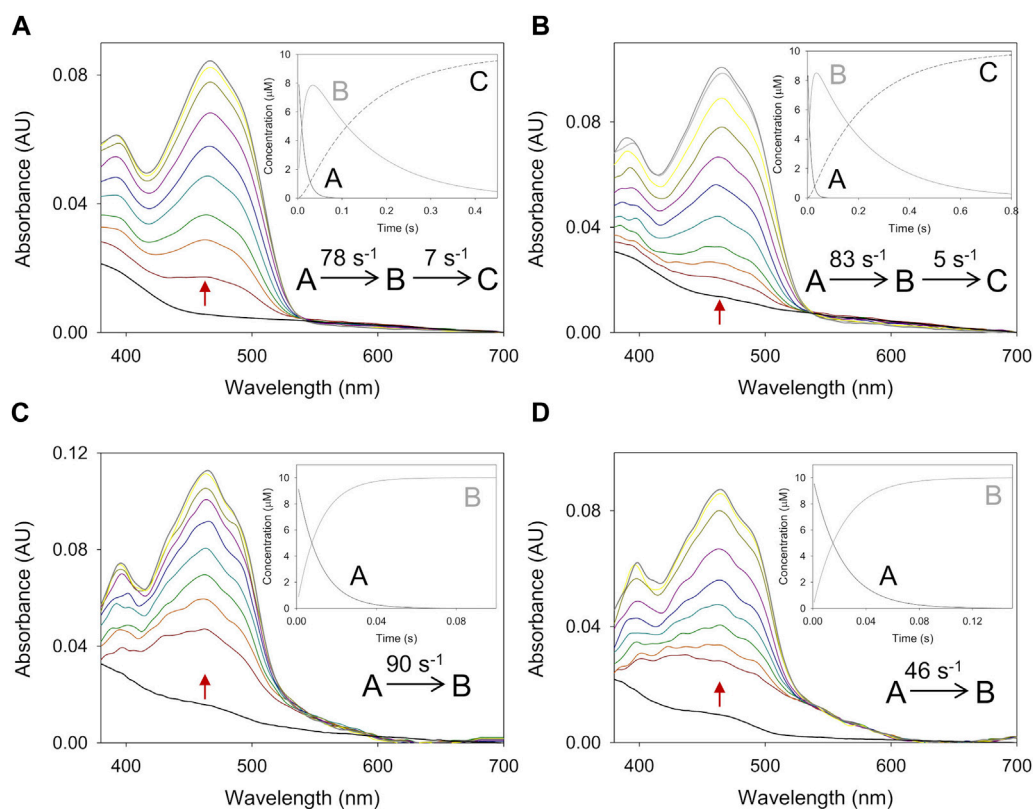 A
Absorbance (AU)
0.08
0.04
0.00
400
500
600
700
Wavelength (nm)
Concentration (μM)
10
8
6
4
2
0
0.0
0.1
0.2
0.3
0.4
Time (s)
A
B
C
78 s-1
7 s-1
A B C
B
Absorbance (AU)
0.08
0.04
0.00
400
500
600
700
Wavelength (nm)
Concentration (μM)
10
8
6
4
2
0
0.0
0.2
0.4
0.6
0.8
Time (s)
A
B
C
83 s-1
5 s-1
A B C
C
Absorbance (AU)
0.12
0.08
0.04
0.00
400
500
600
700
Wavelength (nm)
Concentration (μM)
10
8
6
4
2
0
0.00
0.04
0.08
Time (s)
A
B
90 s-1
A B
D
Absorbance (AU)
0.08
0.04
0.00
400
500
600
700
Wavelength (nm)
Concentration (μM)
10
8
6
4
2
0
0.00
0.04
0.08
0.12
Time (s)
A
B
46 s-1
A B